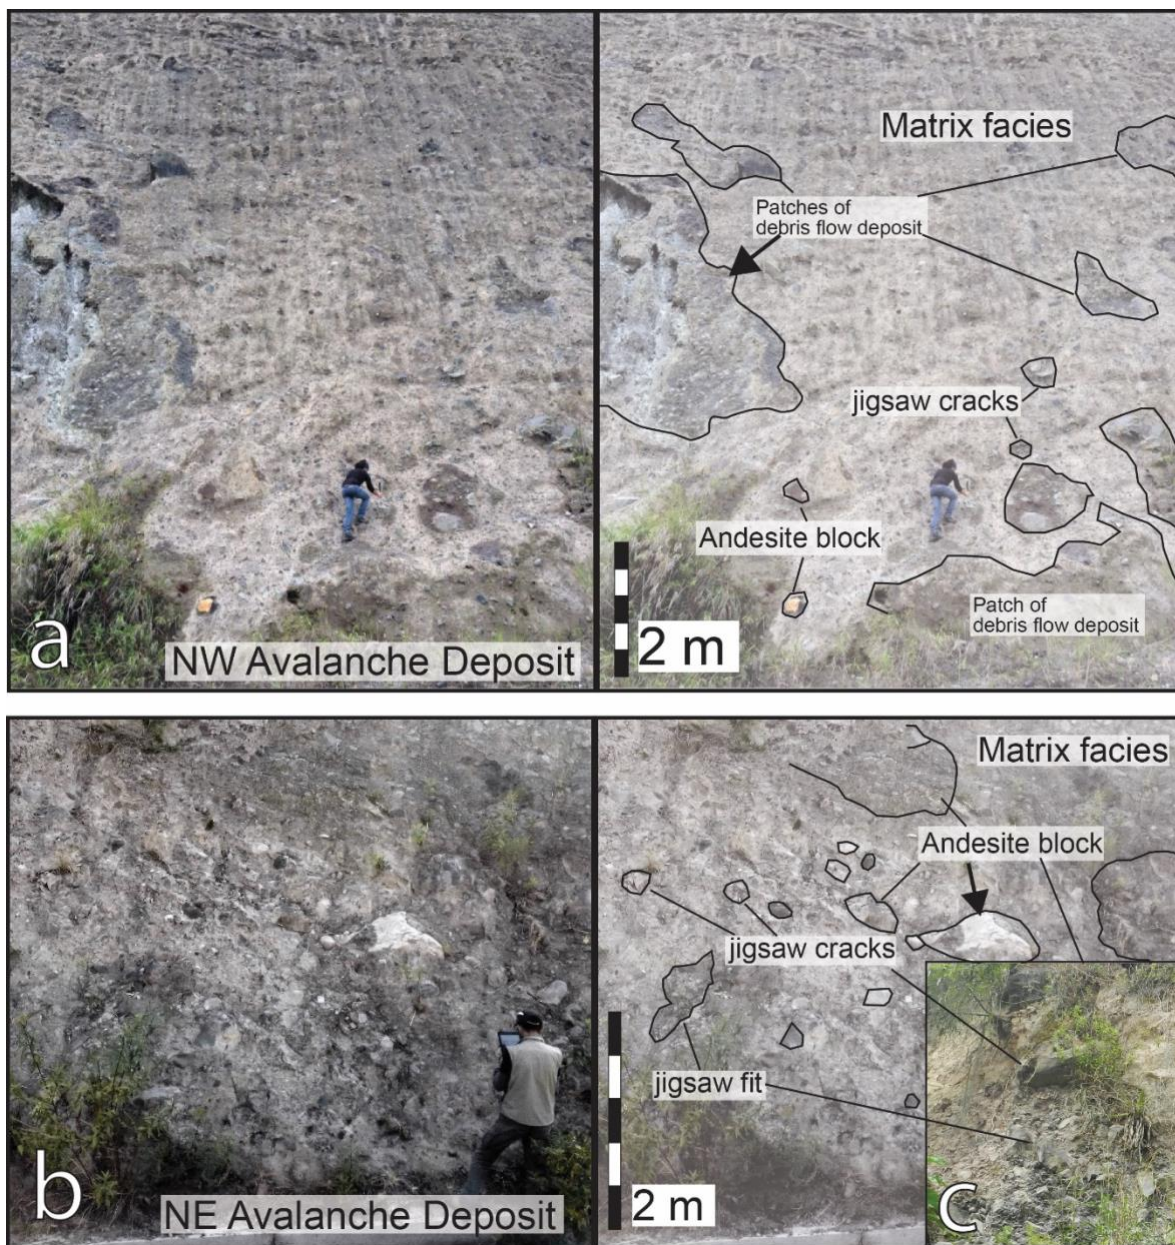 Matrix facies
Patches of
debris flow deposit
jigsaw cracks
Andesite block
Patch of
debris flow deposit
2 m
a
NW Avalanche Deposit
Matrix facies
Andesite block
jigsaw cracks
jigsaw fit
2 m
b
NE Avalanche Deposit
c